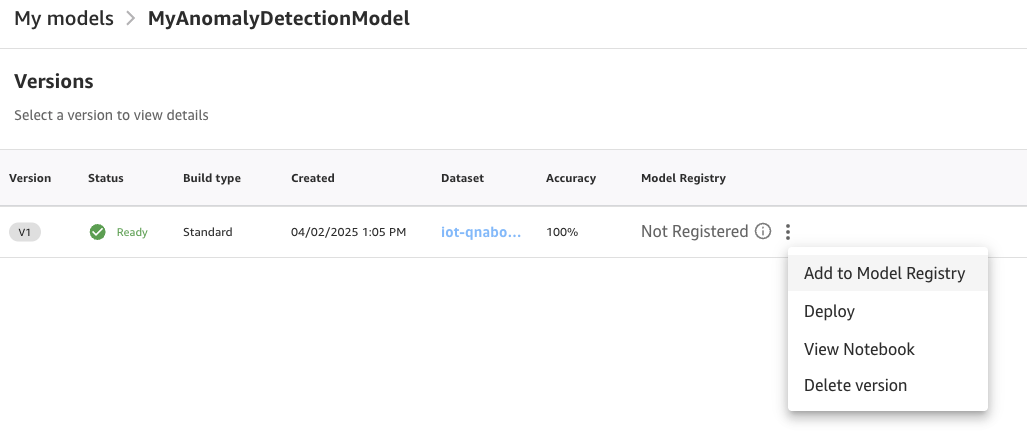 My models > MyAnomalyDetectionModel
Versions
Select a version to view details
Version Status Build type Created Dataset Accuracy Model Registry
V1 Ready Standard 04/02/2025 1:05 PM iot-qnabo... 100% Not Registered
Add to Model Registry
Deploy
View Notebook
Delete version